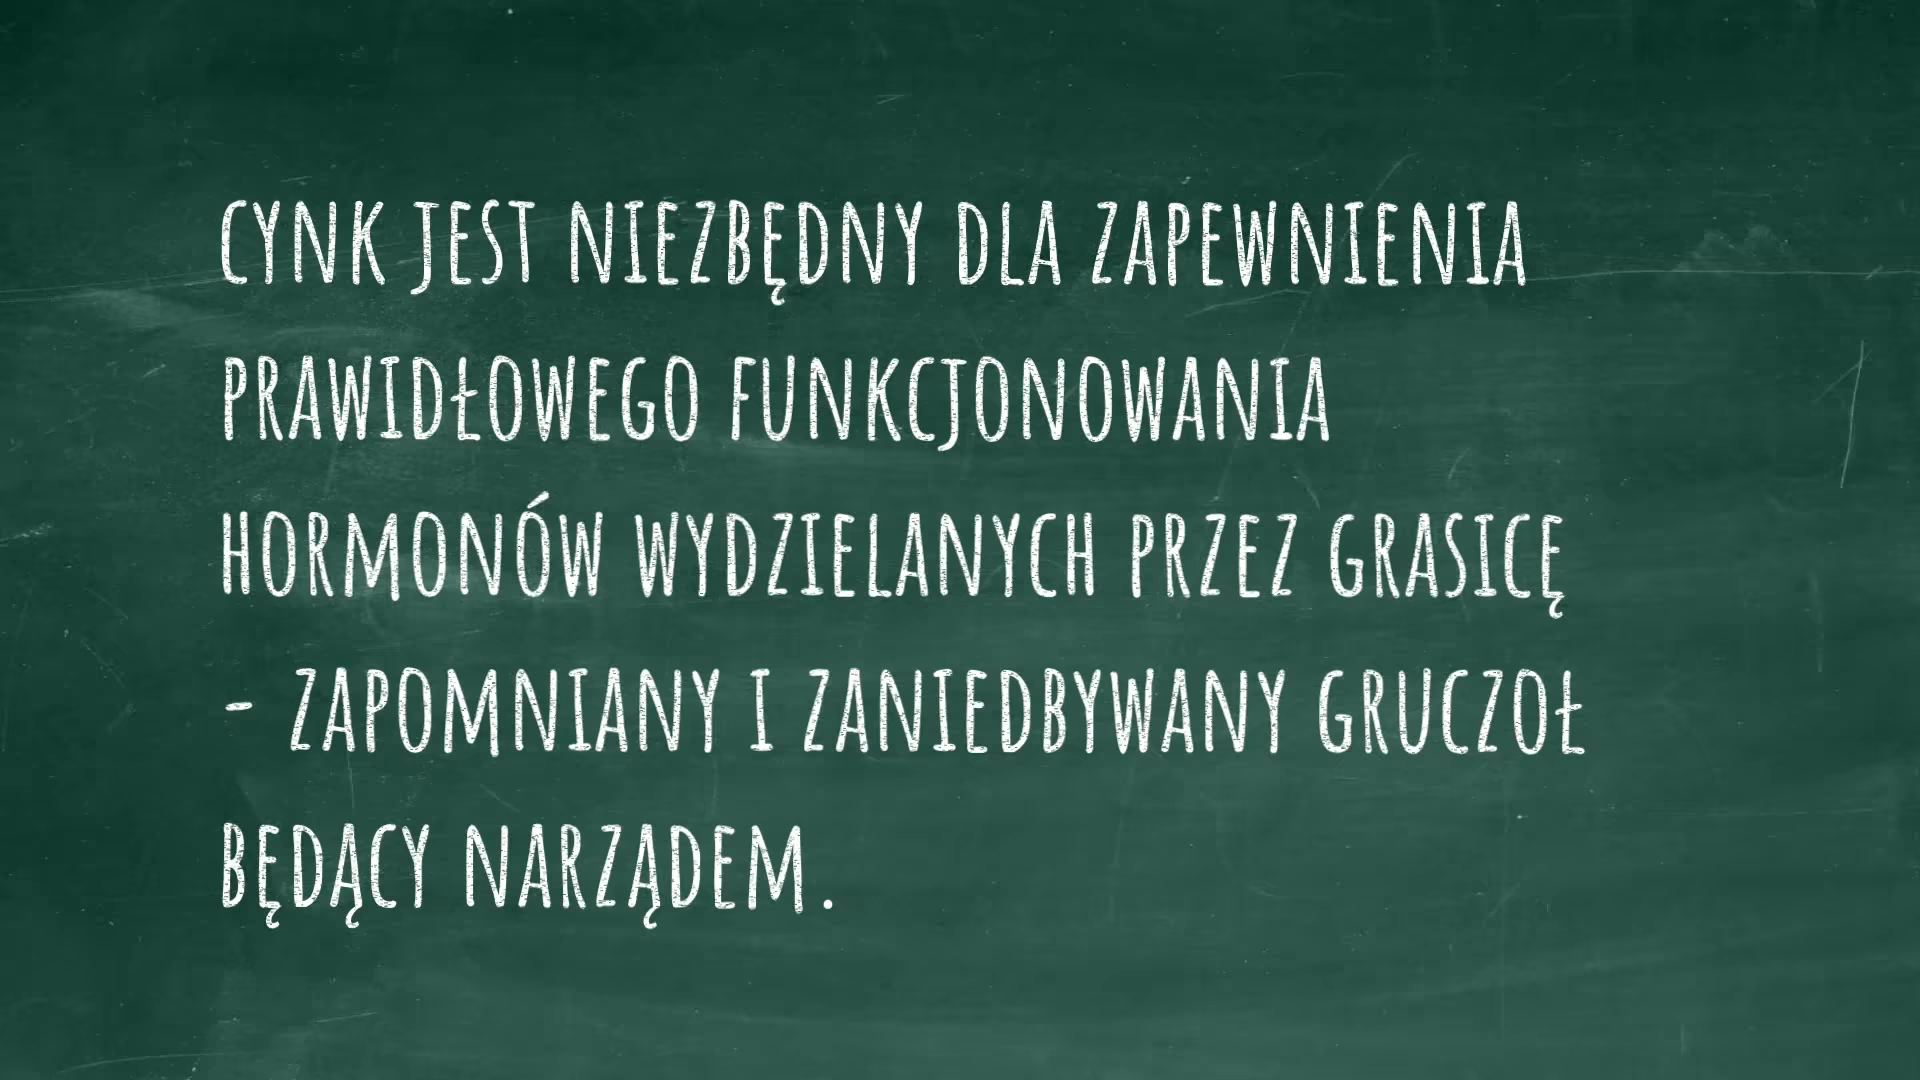 CYNK JEST NIEZBĘDNY DLA ZAPEWNIENIA
PRAWIDŁOWEGO FUNKCJONOWANIA
HORMONÓW WYDZIELANYCH PRZEZ GRASICĘ
- ZAPOMNIANY I ZANIEDBYWANY GRUCZOŁ
BĘDĄCY NARZĄDEM.